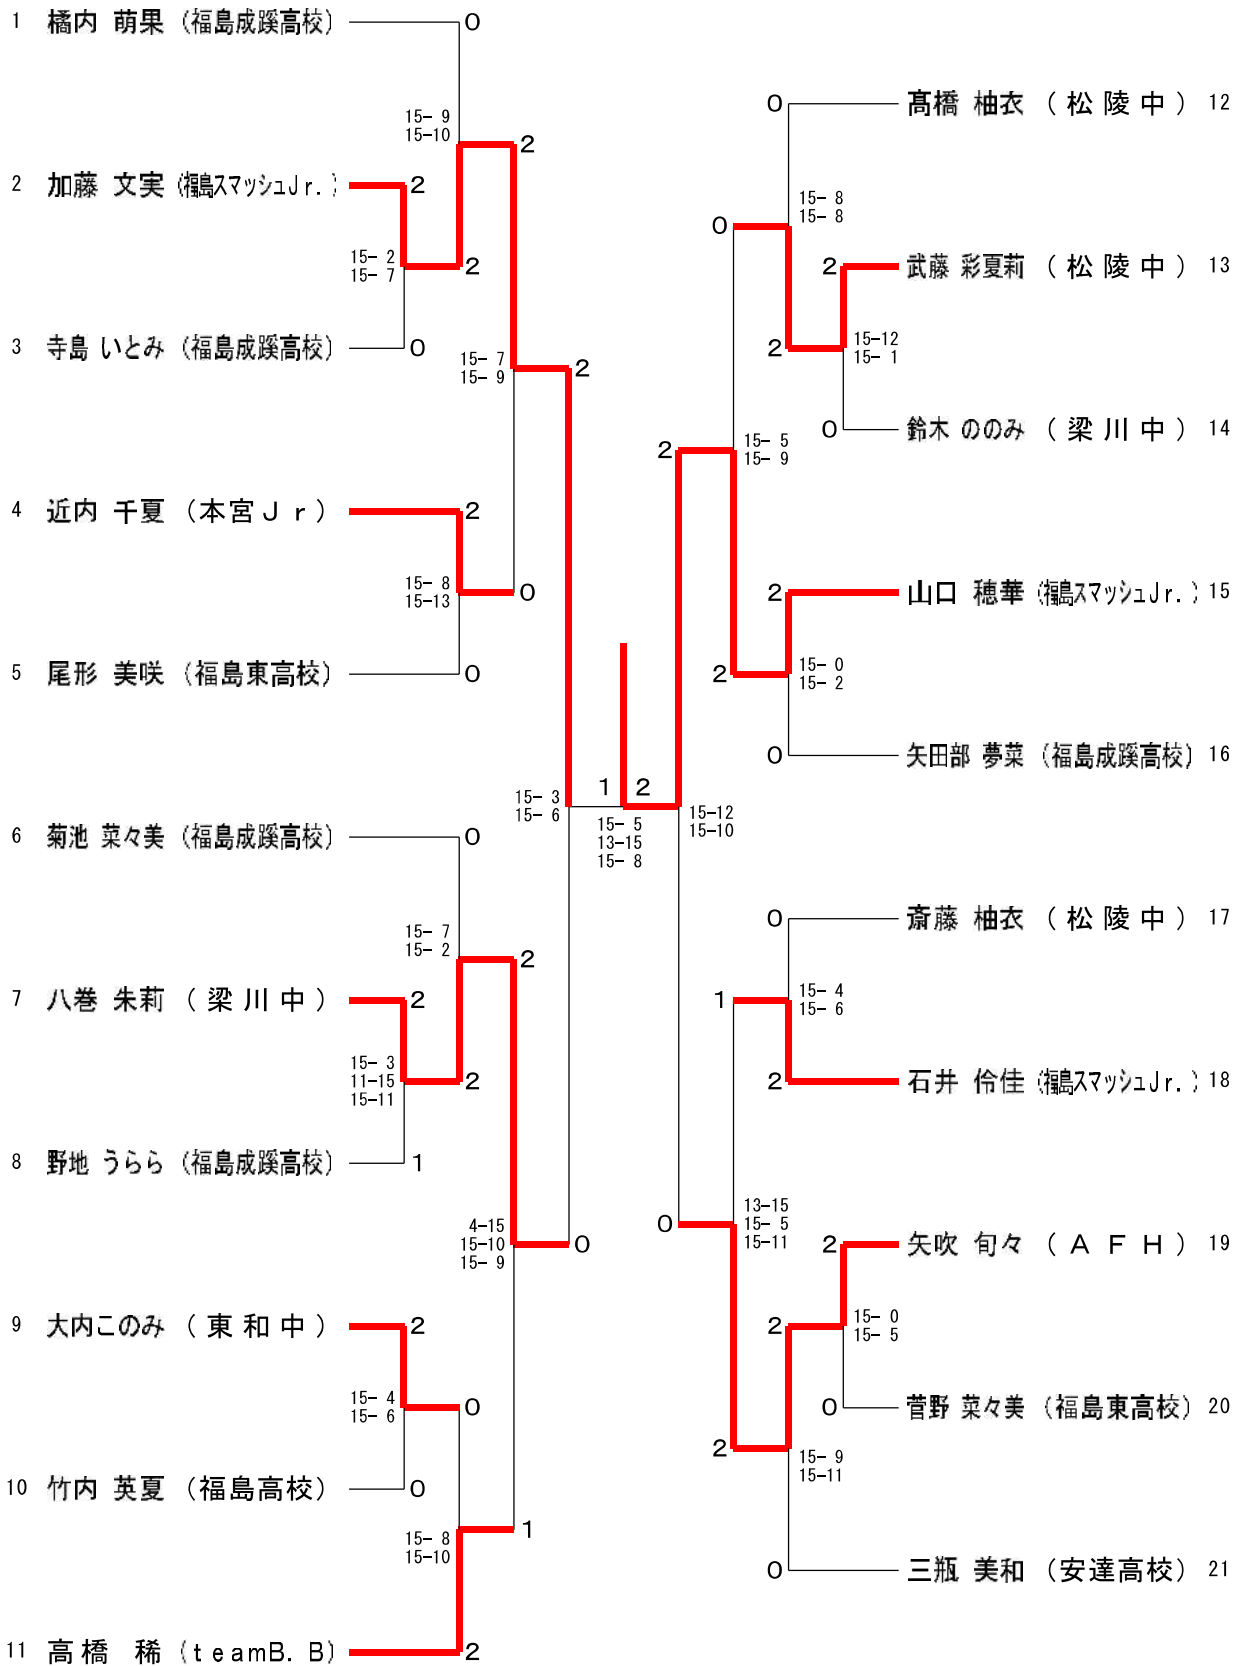 1 橘内 萌果 (福島成蹊高校) 0
15- 9
15-10
2
2 加藤 文実 (福島スマッシュJr.) 2
15- 2
15- 7
2
3 寺島 いとみ (福島成蹊高校) 0
15- 7
15- 9
2
4 近内 千夏 (本宮Jr) 2
15- 8
15-13
0
5 尾形 美咲 (福島東高校) 0
15- 3
15- 6
6 菊池 菜々美 (福島成蹊高校) 0
15- 7
15- 2
2
7 八巻 朱莉 (梁川中) 2
15- 3
11-15
15-11
2
8 野地 うらら (福島成蹊高校) 1
4-15
15-10
15- 9
0
9 大内このみ (東和中) 2
15- 4
15- 6
0
10 竹内 英夏 (福島高校) 0
15- 8
15-10
1
11 高橋 稀 (teamB.B) 2
1 2
15- 5
13-15
15- 8
0 髙橋 柚衣 (松陵中) 12
15- 8
15- 8
0
2 武藤 彩夏莉 (松陵中) 13
15-12
15- 1
2
0 鈴木 ののみ (梁川中) 14
15- 5
15- 9
2
2 山口 穂華 (福島スマッシュJr.) 15
15- 0
15- 2
2
0 矢田部 夢菜 (福島成蹊高校) 16
15-12
15-10
0 斎藤 柚衣 (松陵中) 17
15- 4
15- 6
1
2 石井 伶佳 (福島スマッシュJr.) 18
13-15
15- 5
15-11
0
2 矢吹 旬々 (AFH) 19
15- 0
15- 5
2
0 菅野 菜々美 (福島東高校) 20
15- 9
15-11
2
0 三瓶 美和 (安達高校) 21